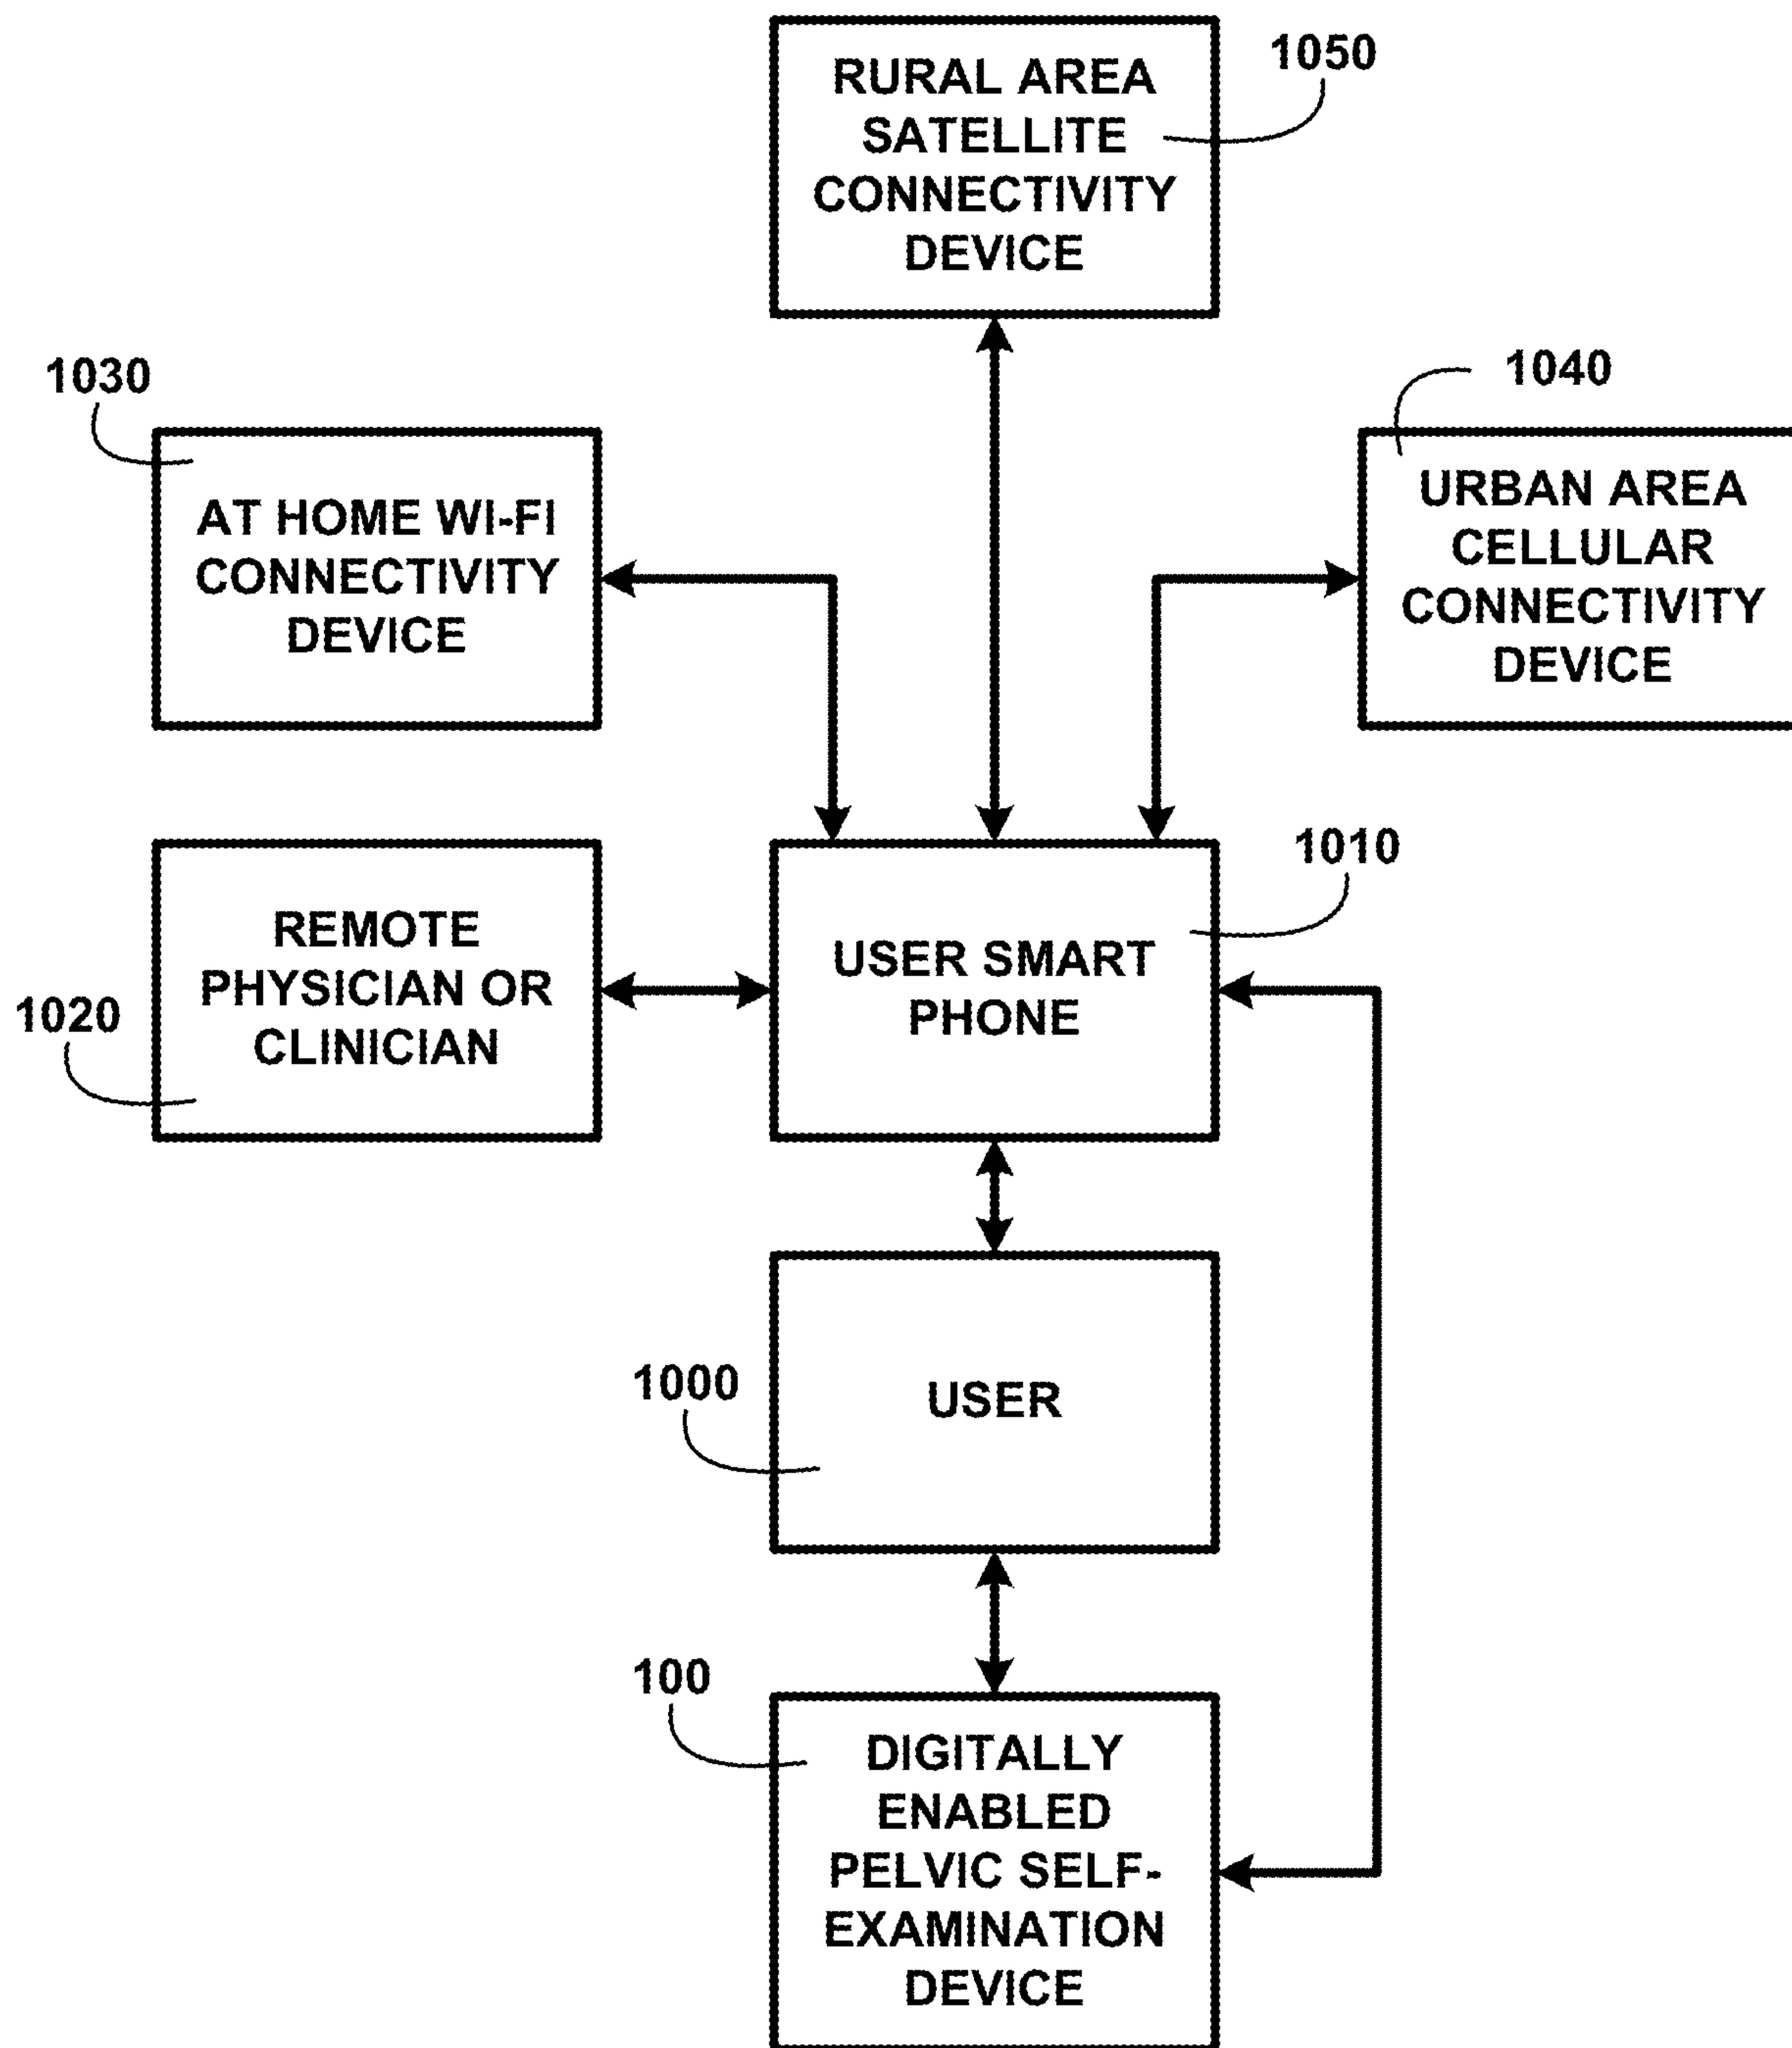 1050
RURAL AREA
SATELLITE
CONNECTIVITY
DEVICE
1030
AT HOME WI-FI
CONNECTIVITY
DEVICE
1040
URBAN AREA
CELLULAR
CONNECTIVITY
DEVICE
1020
REMOTE
PHYSICIAN OR
CLINICIAN
1010
USER SMART
PHONE
1000
USER
100
DIGITALLY
ENABLED
PELVIC SELF-
EXAMINATION
DEVICE